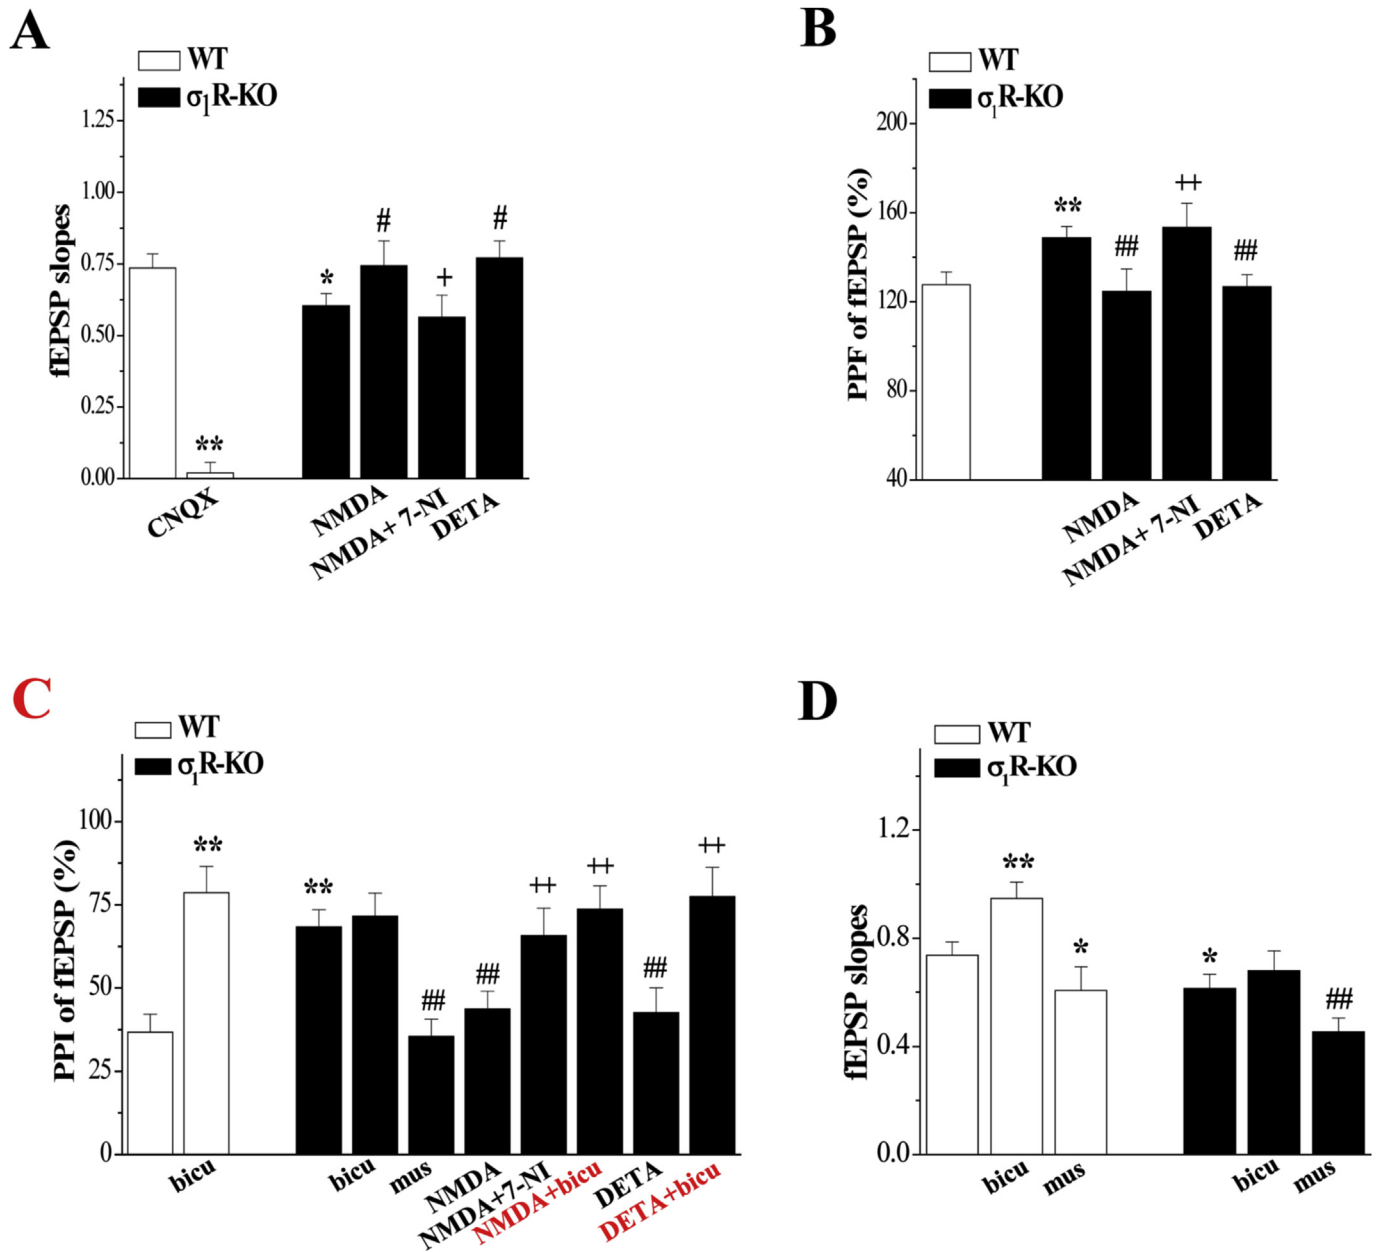 A
WT
σ1R-KO
fEPSP slopes
1.25
1.00
0.75
0.50
0.25
0.00
**
*
#
+
#
CNQX
NMDA
NMDA+ 7-NI
DETA
B
WT
σ1R-KO
PPF of fEPSP (%)
200
160
120
80
40
**
##
++
##
NMDA
NMDA+ 7-NI
DETA
C
WT
σ1R-KO
PPI of fEPSP (%)
100
75
50
25
0
**
**
##
##
++
++
##
++
bicu
bicu
mus
NMDA
NMDA+7-NI
NMDA+bicu
DETA
DETA+bicu
D
WT
σ1R-KO
fEPSP slopes
1.2
0.8
0.4
0.0
**
*
*
##
bicu
mus
bicu
mus